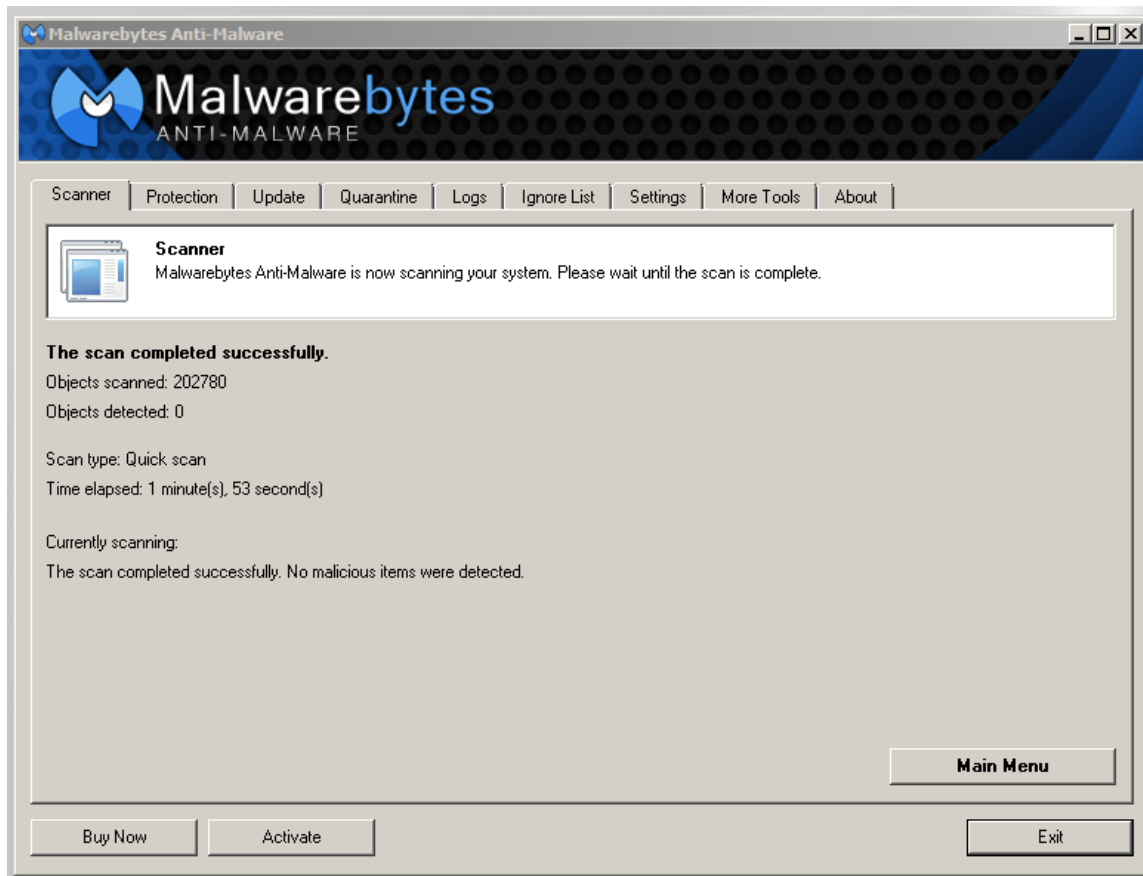 Malwarebytes Anti-Malware
Malwarebytes
ANTI-MALWARE
Scanner Protection Update Quarantine Logs Ignore List Settings More Tools About
Scanner
Malwarebytes Anti-Malware is now scanning your system. Please wait until the scan is complete.
The scan completed successfully.
Objects scanned: 202780
Objects detected: 0
Scan type: Quick scan
Time elapsed: 1 minute(s), 53 second(s)
Currently scanning:
The scan completed successfully. No malicious items were detected.
Main Menu
Buy Now Activate Exit